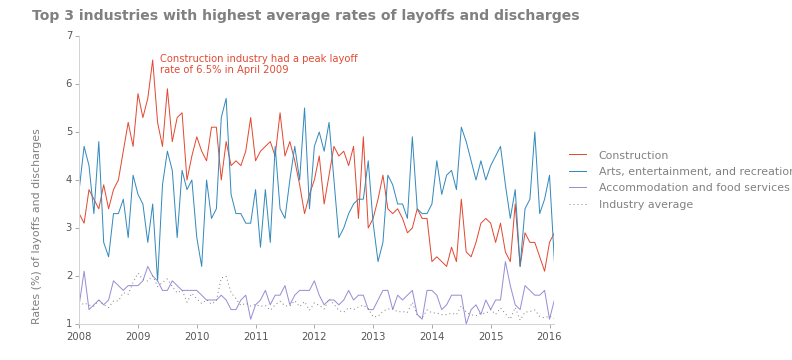 Top 3 industries with highest average rates of layoffs and discharges
Construction industry had a peak layoff
rate of 6.5% in April 2009
Rates (%) of layoffs and discharges
7
6
5
4
3
2
1
2008 2009 2010 2011 2012 2013 2014 2015 2016
Construction
Arts, entertainment, and recreation
Accommodation and food services
Industry average